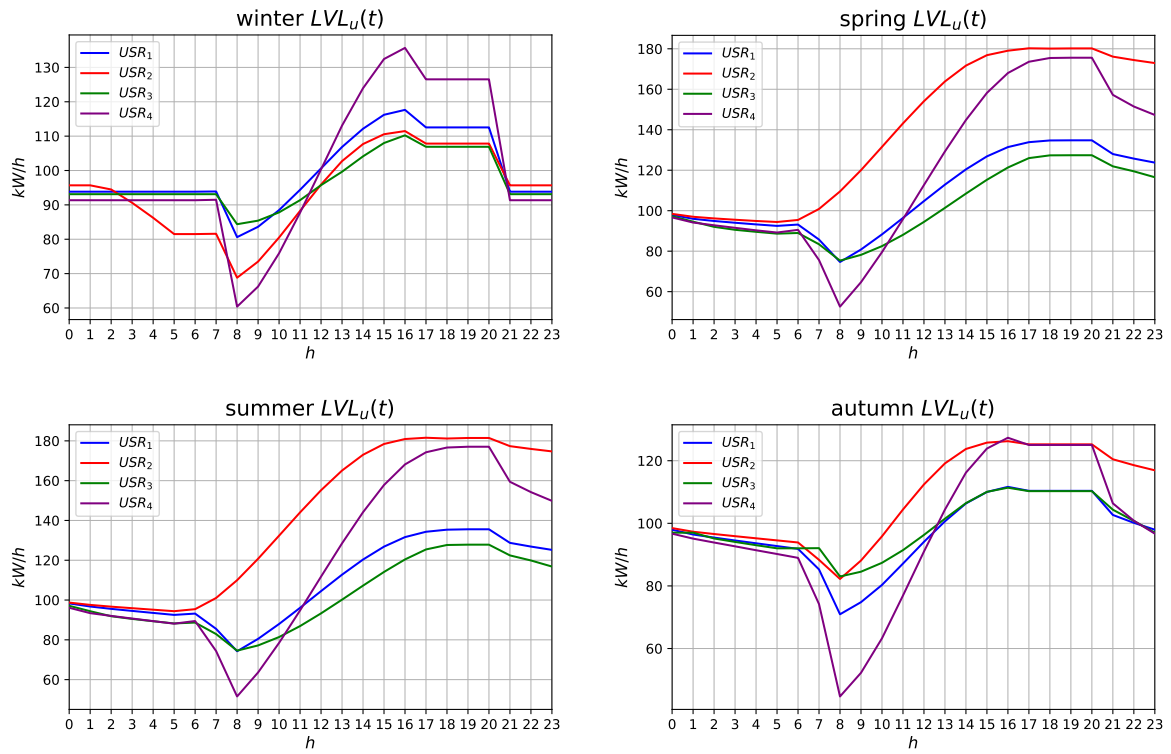 winter LVL_u(t)
130
120
110
100
90
80
70
60
kW/h
USR_1
USR_2
USR_3
USR_4
0 1 2 3 4 5 6 7 8 9 10 11 12 13 14 15 16 17 18 19 20 21 22 23
h
spring LVL_u(t)
180
160
140
120
100
80
60
kW/h
USR_1
USR_2
USR_3
USR_4
0 1 2 3 4 5 6 7 8 9 10 11 12 13 14 15 16 17 18 19 20 21 22 23
h
summer LVL_u(t)
180
160
140
120
100
80
60
kW/h
USR_1
USR_2
USR_3
USR_4
0 1 2 3 4 5 6 7 8 9 10 11 12 13 14 15 16 17 18 19 20 21 22 23
h
autumn LVL_u(t)
120
100
80
60
kW/h
USR_1
USR_2
USR_3
USR_4
0 1 2 3 4 5 6 7 8 9 10 11 12 13 14 15 16 17 18 19 20 21 22 23
h